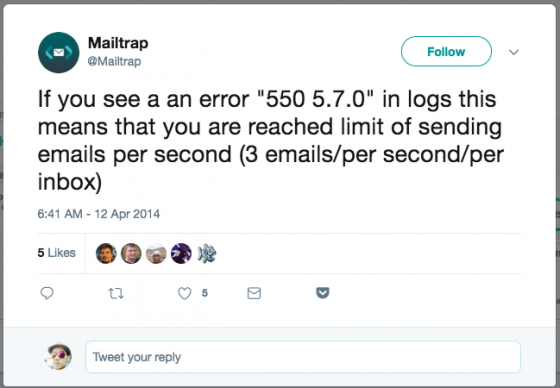 Mailtrap
@Mailtrap
Follow
If you see a an error "550 5.7.0" in logs this
means that you are reached limit of sending
emails per second (3 emails/per second/per
inbox)
6:41 AM - 12 Apr 2014
5 Likes
5
Tweet your reply